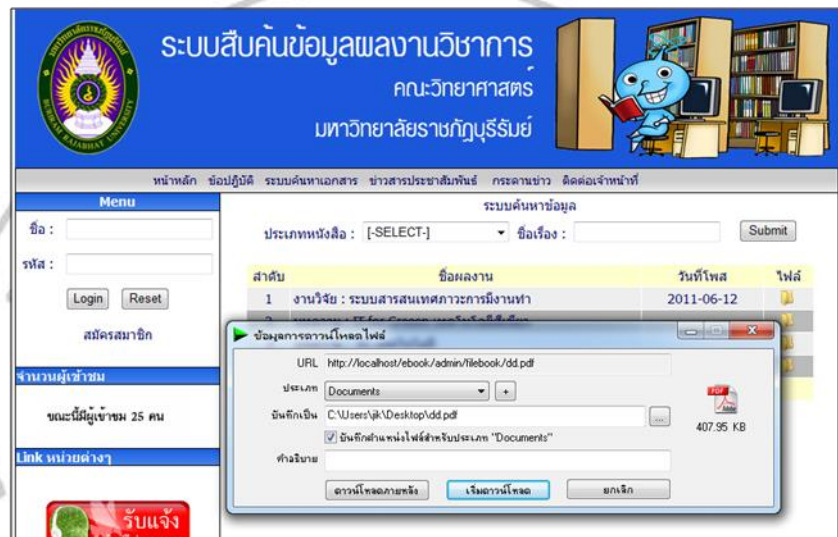 ระบบสืบค้นข้อมูลผลงานวิชาการ
คณะวิทยาศาสตร์
มหาวิทยาลัยราชภัฏบุรีรัมย์
BURIRAM RAJABHAT UNIVERSITY
หน้าหลัก ข้อปฏิบัติ ระบบค้นหาเอกสาร ข่าวสารประชาสัมพันธ์ กระดานข่าว ติดต่อเจ้าหน้าที่
Menu
ชื่อ :
รหัส :
Login Reset
สมัครสมาชิก
จำนวนผู้เข้าชม
ขณะนี้มีผู้เข้าชม 25 คน
Link หน่วยต่างๆ
รับแจ้ง
ระบบค้นหาข้อมูล
ประเภทหนังสือ : [-SELECT-] ชื่อเรื่อง : Submit
ลำดับ ชื่อผลงาน วันที่โพส ไฟล์
1 งานวิจัย : ระบบสารสนเทศภาวะการมีงานทำ 2011-06-12
ข้อมูลการดาวน์โหลดไฟล์
URL http://localhost/ebook/admin/filebook/dd.pdf
ประเภท Documents +
บันทึกเป็น C:\Users\jik\Desktop\dd.pdf ...
บันทึกตำแหน่งไฟล์สำหรับประเภท "Documents"
คำอธิบาย
PDF
Adobe
407.95 KB
ดาวน์โหลดภายหลัง เริ่มดาวน์โหลด ยกเลิก